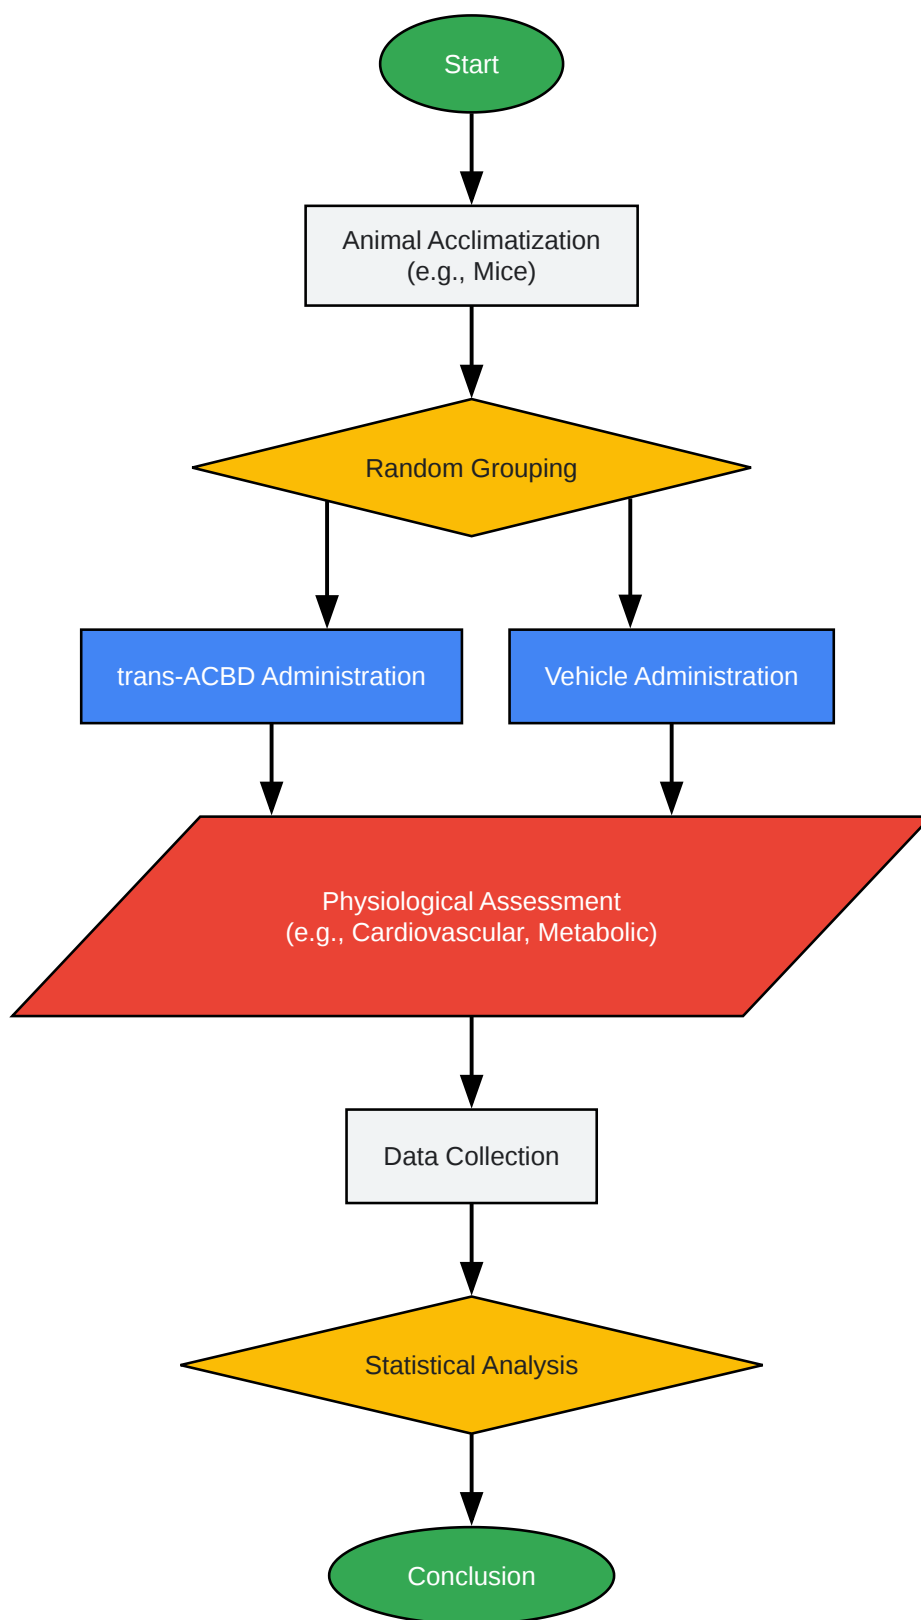 Start
Animal Acclimatization
(e.g., Mice)
Random Grouping
trans-ACBD Administration
Vehicle Administration
Physiological Assessment
(e.g., Cardiovascular, Metabolic)
Data Collection
Statistical Analysis
Conclusion